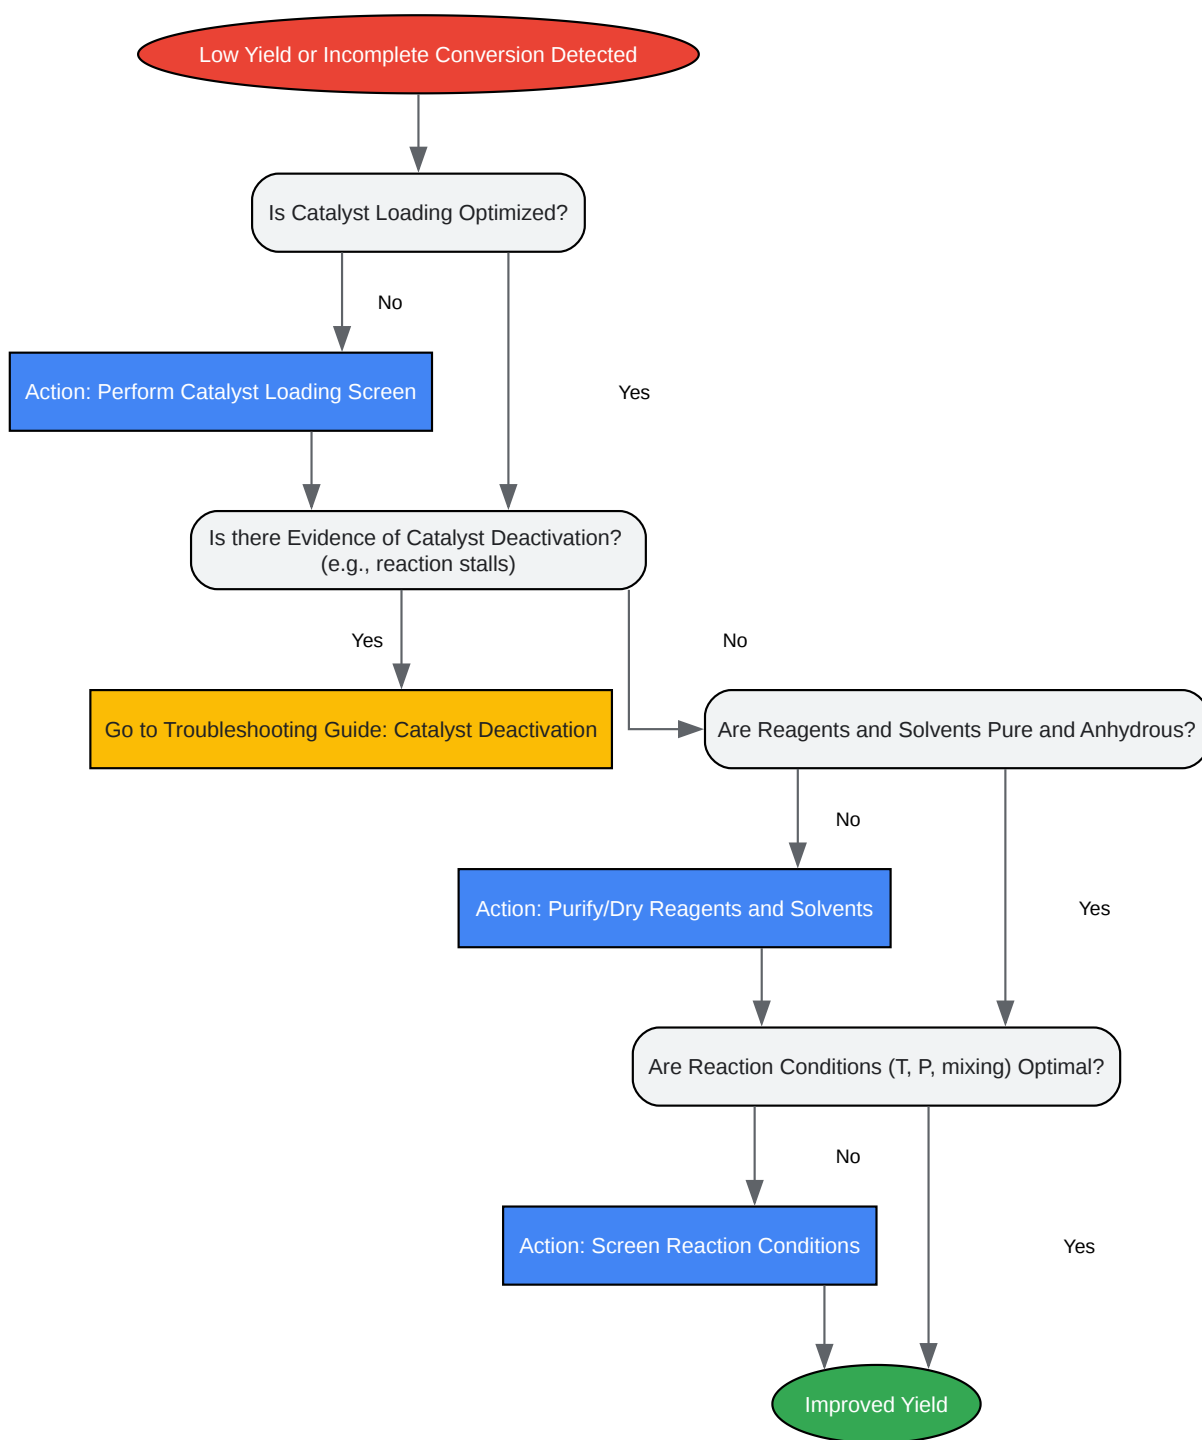 Low Yield or Incomplete Conversion Detected
Is Catalyst Loading Optimized?
No
Action: Perform Catalyst Loading Screen
Yes
Is there Evidence of Catalyst Deactivation?
(e.g., reaction stalls)
Yes
No
Go to Troubleshooting Guide: Catalyst Deactivation
Are Reagents and Solvents Pure and Anhydrous?
No
Action: Purify/Dry Reagents and Solvents
Yes
Are Reaction Conditions (T, P, mixing) Optimal?
No
Action: Screen Reaction Conditions
Yes
Improved Yield